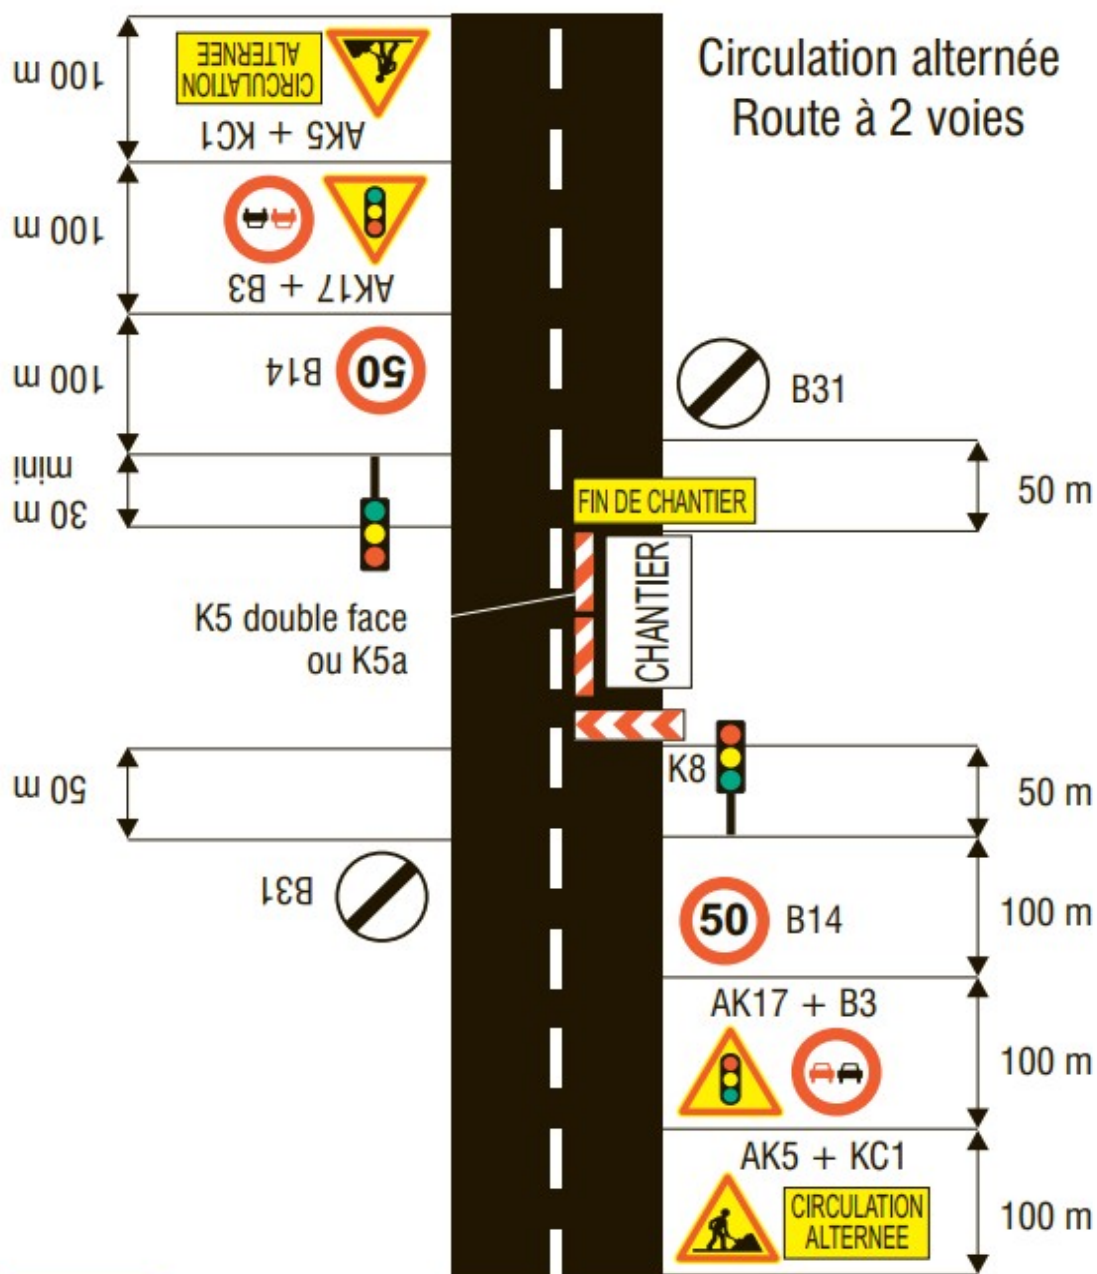 Circulation alternée
Route à 2 voies
100 m
CIRCULATION
ALTERNEE
AK5 + KC1
100 m
AK17 + B3
100 m
B14
50
B31
30 m
mini
50 m
FIN DE CHANTIER
CHANTIER
K5 double face
ou K5a
K8
50 m
50 m
B31
50
B14
100 m
AK17 + B3
100 m
AK5 + KC1
CIRCULATION
ALTERNEE
100 m